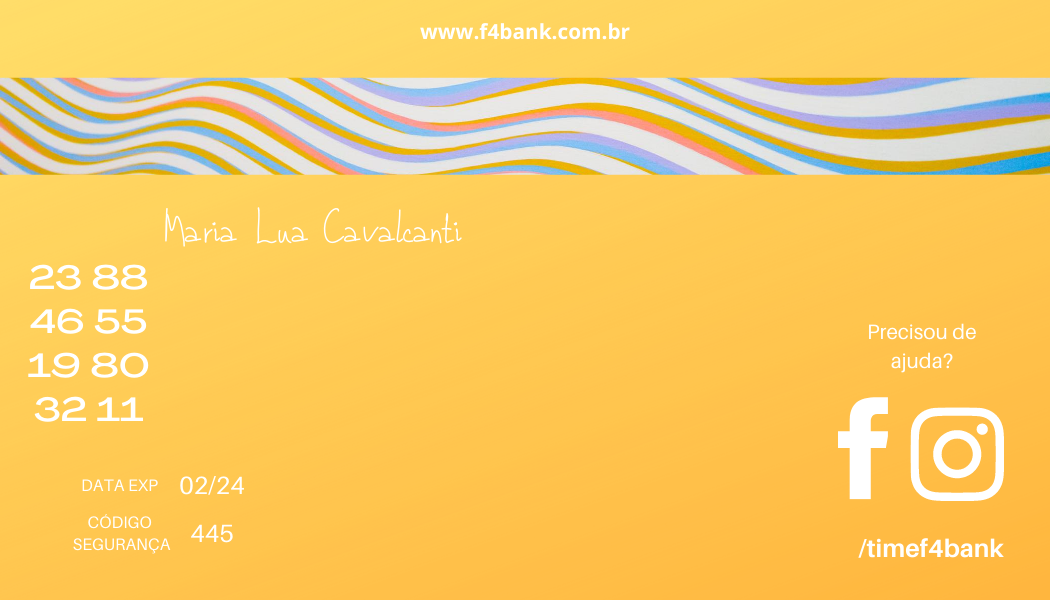 www.f4bank.com.br
Maria Lua Cavalcanti
23 88
46 55
19 80
32 11
DATA EXP 02/24
CÓDIGO
SEGURANÇA 445
Precisou de
ajuda?
/timef4bank